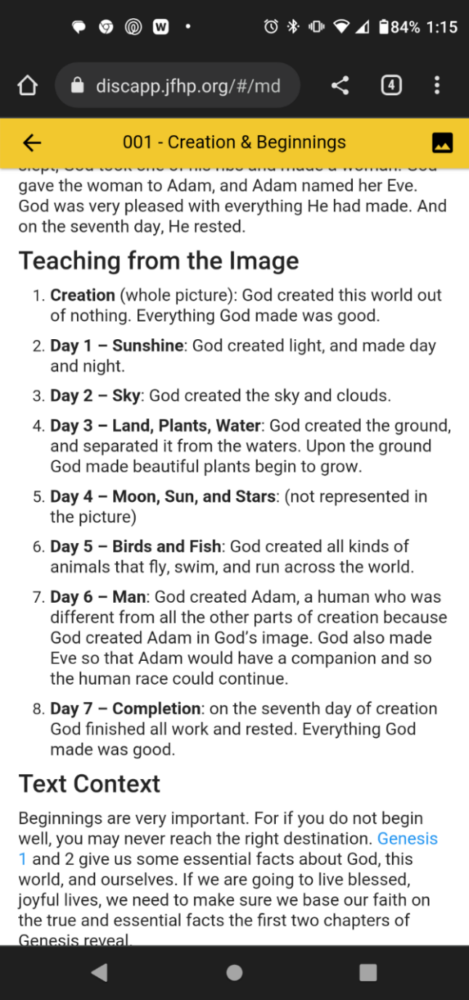 84% 1:15
discapp.jfhp.org/#/md
4
001 - Creation & Beginnings
slept, God took one of his ribs and made a woman. God
gave the woman to Adam, and Adam named her Eve.
God was very pleased with everything He had made. And
on the seventh day, He rested.
Teaching from the Image
1. Creation (whole picture): God created this world out
of nothing. Everything God made was good.
2. Day 1 – Sunshine: God created light, and made day
and night.
3. Day 2 – Sky: God created the sky and clouds.
4. Day 3 – Land, Plants, Water: God created the ground,
and separated it from the waters. Upon the ground
God made beautiful plants begin to grow.
5. Day 4 – Moon, Sun, and Stars: (not represented in
the picture)
6. Day 5 – Birds and Fish: God created all kinds of
animals that fly, swim, and run across the world.
7. Day 6 – Man: God created Adam, a human who was
different from all the other parts of creation because
God created Adam in God’s image. God also made
Eve so that Adam would have a companion and so
the human race could continue.
8. Day 7 – Completion: on the seventh day of creation
God finished all work and rested. Everything God
made was good.
Text Context
Beginnings are very important. For if you do not begin
well, you may never reach the right destination. Genesis
1 and 2 give us some essential facts about God, this
world, and ourselves. If we are going to live blessed,
joyful lives, we need to make sure we base our faith on
the true and essential facts the first two chapters of
Genesis reveal.